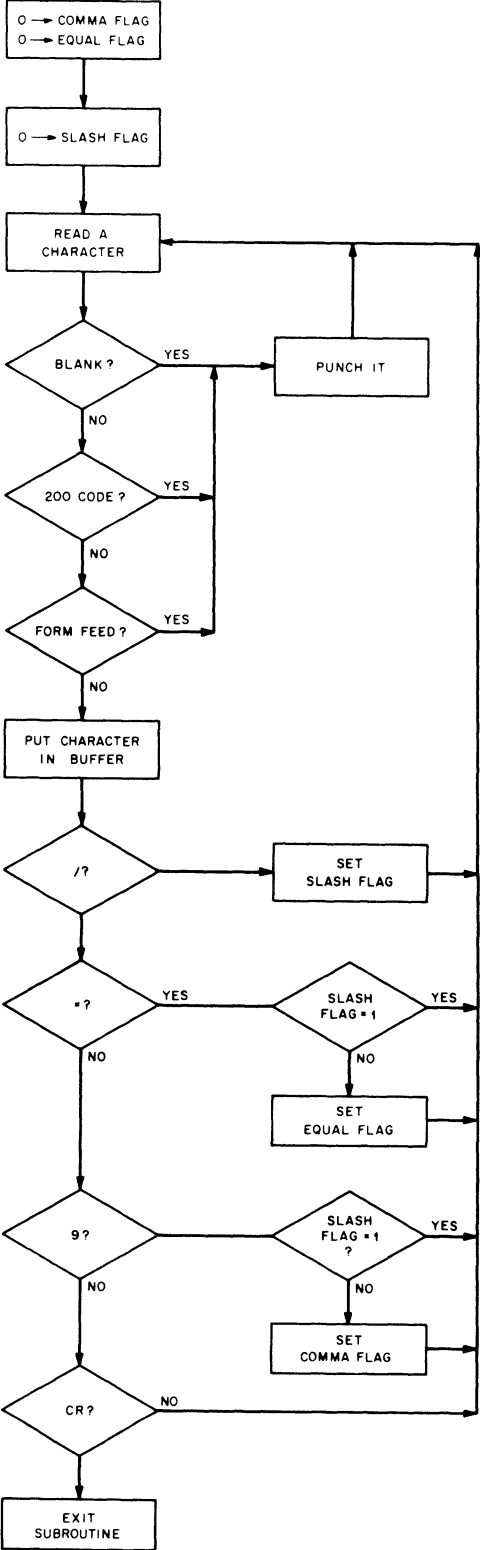 0 → COMMA FLAG
0 → EQUAL FLAG
0 → SLASH FLAG
READ A
CHARACTER
BLANK?
YES
PUNCH IT
NO
200 CODE?
YES
NO
FORM FEED?
YES
NO
PUT CHARACTER
IN BUFFER
/?
SET
SLASH FLAG
=?
YES
SLASH
FLAG=1
YES
NO
NO
SET
EQUAL FLAG
9?
SLASH
FLAG=1
?
YES
NO
NO
SET
COMMA FLAG
CR?
NO
EXIT
SUBROUTINE